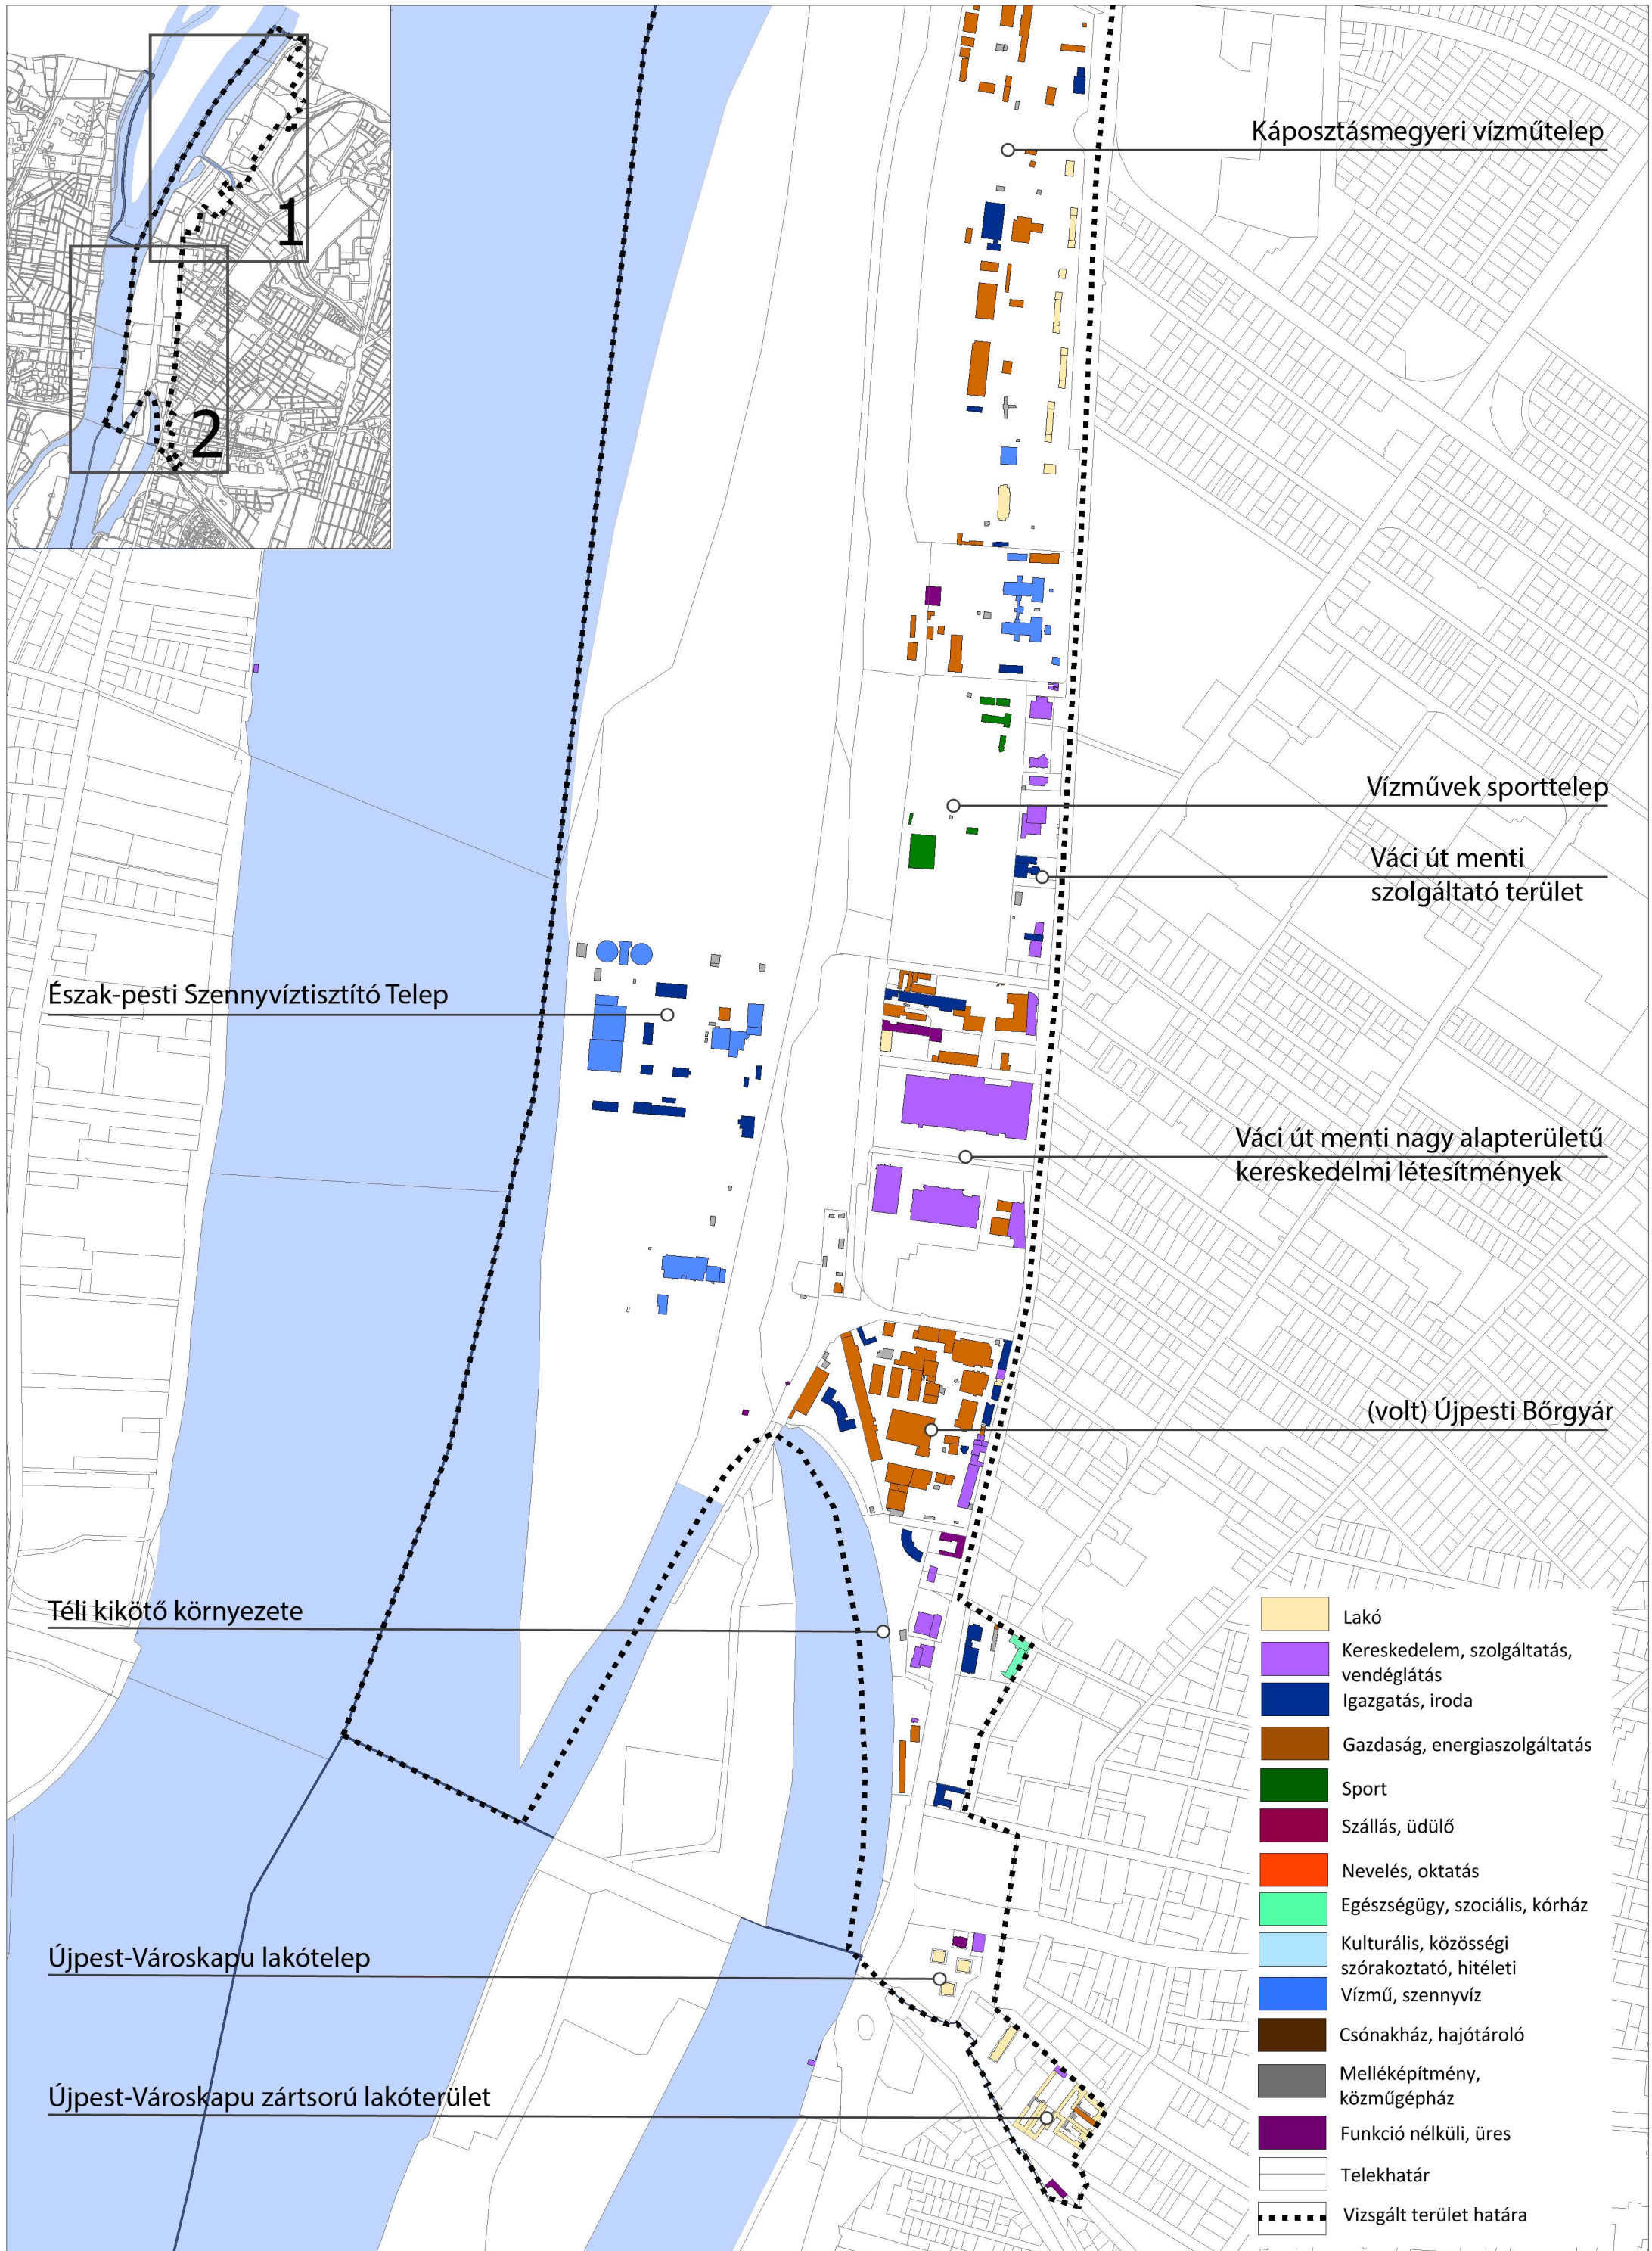 1
2
Káposztásmegyeri vízműtelep
Vízművek sporttelep
Váci út menti
szolgáltató terület
Észak-pesti Szennyvíztisztító Telep
Váci út menti nagy alapterületű
kereskedelmi létesítmények
(volt) Újpesti Bőrgyár
Téli kikötő környezete
Újpest-Városkapu lakótelep
Újpest-Városkapu zártsorú lakóterület
Lakó
Kereskedelem, szolgáltatás,
vendéglátás
Igazgatás, iroda
Gazdaság, energiaszolgáltatás
Sport
Szállás, üdülő
Nevelés, oktatás
Egészségügy, szociális, kórház
Kulturális, közösségi
szórakoztató, hitéleti
Vízmű, szennyvíz
Csónakház, hajótároló
Melléképítmény,
közműgépház
Funkció nélküli, üres
Telekhatár
Vizsgált terület határa